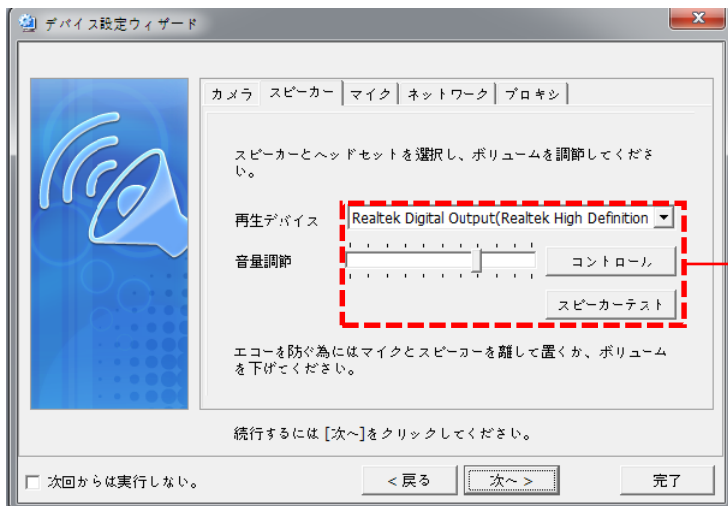 デバイス設定ウィザード
カメラ スピーカー マイク ネットワーク プロキシ
スピーカーとヘッドセットを選択し、ボリュームを調節してくださ
い。
再生デバイス Realtek Digital Output(Realtek High Definition
音量調節 コントロール
スピーカーテスト
エコーを防ぐ為にはマイクとスピーカーを離して置くか、ボリューム
を下げてください。
続行するには [次へ]をクリックしてください。
次回からは実行しない。 < 戻る 次へ > 完了